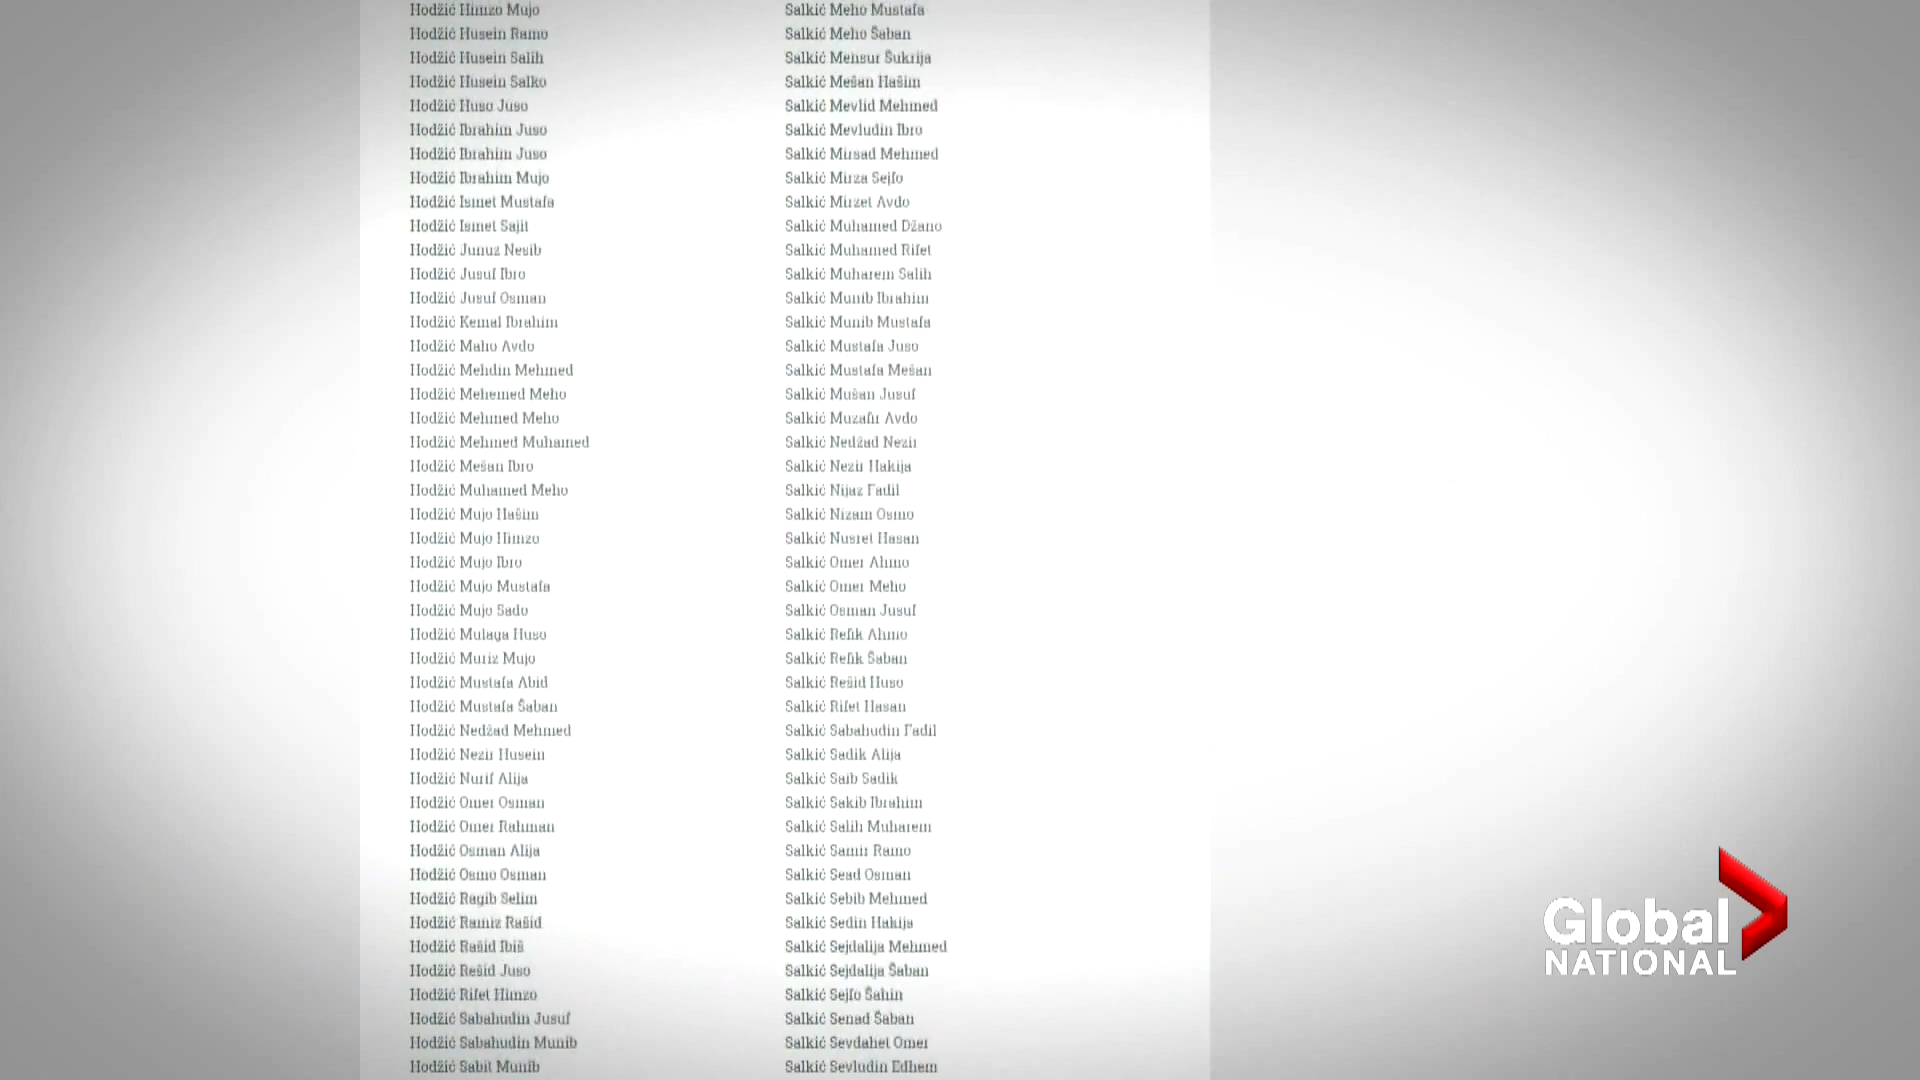 Hodžić Himzo Mujo
Hodžić Husein Ramo
Hodžić Husein Salih
Hodžić Husein Salko
Hodžić Huso Juso
Hodžić Ibrahim Juso
Hodžić Ibrahim Juso
Hodžić Ibrahim Mujo
Hodžić Ismet Mustafa
Hodžić Ismet Sajit
Hodžić Junuz Nesib
Hodžić Jusuf Ibro
Hodžić Jusuf Osman
Hodžić Kemal Ibrahim
Hodžić Maho Avdo
Hodžić Mehdin Mehmed
Hodžić Mehemed Meho
Hodžić Mehmed Meho
Hodžić Mehmed Muhamed
Hodžić Mešan Ibro
Hodžić Muhamed Meho
Hodžić Mujo Hašim
Hodžić Mujo Himzo
Hodžić Mujo Ibro
Hodžić Mujo Mustafa
Hodžić Mujo Sado
Hodžić Mulaga Huso
Hodžić Muriz Mujo
Hodžić Mustafa Abid
Hodžić Mustafa Šaban
Hodžić Nedžad Mehmed
Hodžić Nezir Husein
Hodžić Nurif Alija
Hodžić Omer Osman
Hodžić Omer Rahman
Hodžić Osman Alija
Hodžić Osmo Osman
Hodžić Ragib Selim
Hodžić Ramiz Rašid
Hodžić Rašid Ibiš
Hodžić Rešid Juso
Hodžić Rifet Himzo
Hodžić Sabahudin Jusuf
Hodžić Sabahudin Munib
Hodžić Sabit Munib
Salkić Meho Mustafa
Salkić Meho Šaban
Salkić Mensur Šukrija
Salkić Mešan Hašim
Salkić Mevlid Mehmed
Salkić Mevludin Ibro
Salkić Mirsad Mehmed
Salkić Mirza Sejfo
Salkić Mirzet Avdo
Salkić Muhamed Džano
Salkić Muhamed Rifet
Salkić Muharem Salih
Salkić Munib Ibrahim
Salkić Munib Mustafa
Salkić Mustafa Juso
Salkić Mustafa Mešan
Salkić Mušan Jusuf
Salkić Muzafir Avdo
Salkić Nedžad Nezir
Salkić Nezir Hakija
Salkić Nijaz Fadil
Salkić Nizam Osmo
Salkić Nusret Hasan
Salkić Omer Ahmo
Salkić Omer Meho
Salkić Osman Jusuf
Salkić Refik Ahmo
Salkić Refik Šaban
Salkić Rešid Huso
Salkić Rifet Hasan
Salkić Sabahudin Fadil
Salkić Sadik Alija
Salkić Saib Sadik
Salkić Sakib Ibrahim
Salkić Salih Muharem
Salkić Samir Ramo
Salkić Sead Osman
Salkić Sebib Mehmed
Salkić Sedin Hakija
Salkić Sejdalija Mehmed
Salkić Sejdalija Šaban
Salkić Sejfo Šahin
Salkić Senad Šaban
Salkić Sevdahet Omer
Salkić Sevludin Edhem
Global
NATIONAL